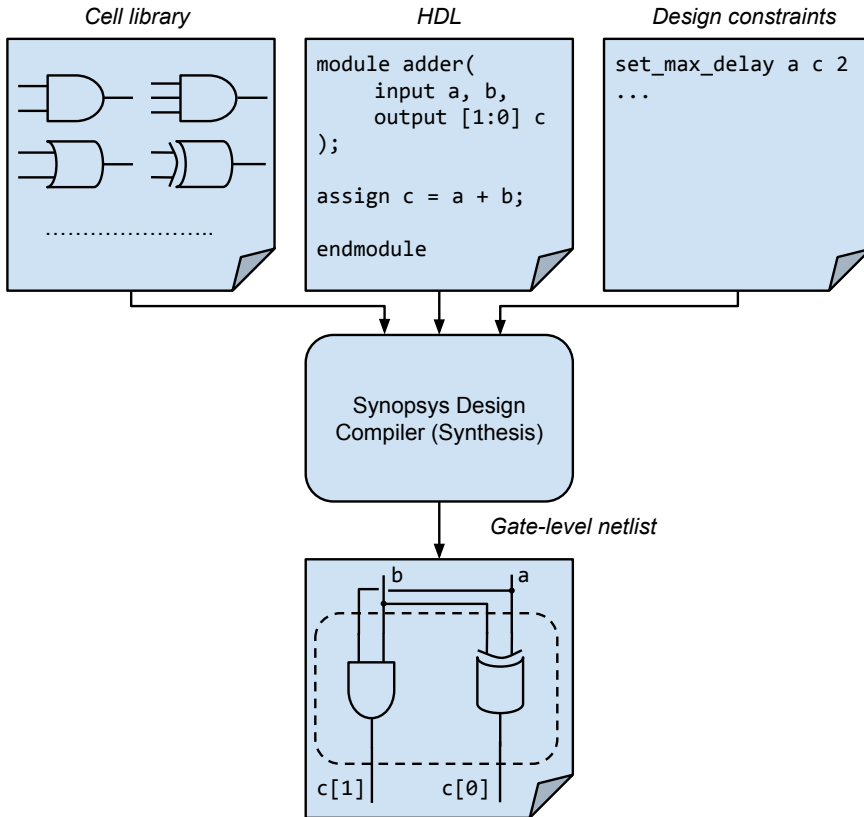 Cell library
HDL
Design constraints
module adder(
input a, b,
output [1:0] c
);
assign c = a + b;
endmodule
set_max_delay a c 2
...
Synopsys Design
Compiler (Synthesis)
Gate-level netlist
b
a
c[1]
c[0]